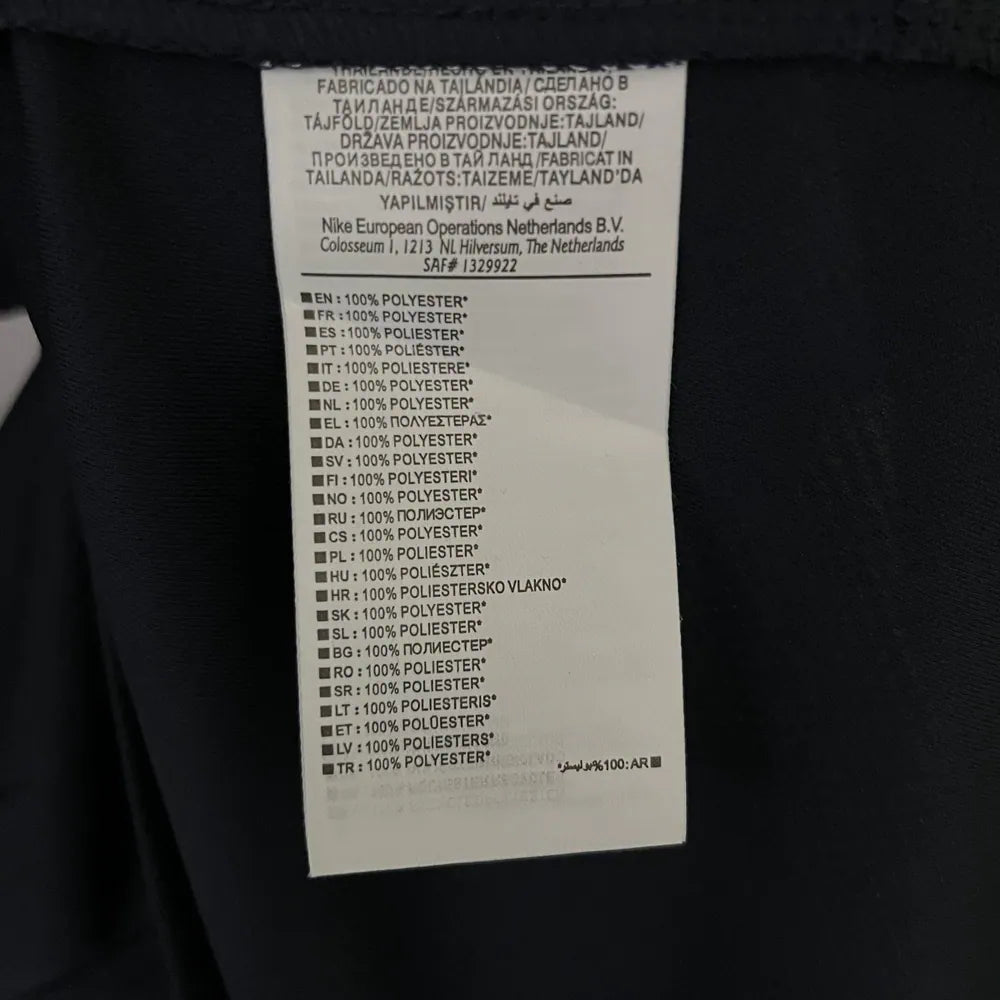 FABRICADO NA TAILÂNDIA/СДЕЛАНО В
ТАИЛАНДЕ/SZÁRMAZÁSI ORSZÁG:
TÁJFÖLD/ZEMLJA PROIZVODNJE:TAJLAND/
DRŽAVA PROIZVODNJE:TAJLAND/
ПРОИЗВЕДЕНО В ТАЙ ЛАНД/FABRICAT IN
TAILANDA/RAŽOTS:TAIZEME/TAYLAND'DA
YAPILMIŞTIR/ صنع في تايلند
Nike European Operations Netherlands B.V.
Colosseum 1, 1213 NL Hilversum, The Netherlands
SAF# 1329922
EN : 100% POLYESTER*
FR : 100% POLYESTER*
ES : 100% POLIÉSTER*
PT : 100% POLIÉSTER*
IT : 100% POLIESTERE*
DE : 100% POLYESTER*
NL : 100% POLYESTER*
EL : 100% ΠΟΛΥΕΣΤΕΡΑΣ*
DA : 100% POLYESTER*
SV : 100% POLYESTER*
FI : 100% POLYESTERI*
NO : 100% POLYESTER*
RU : 100% ПОЛИЭСТЕР*
CS : 100% POLYESTER*
PL : 100% POLIESTER*
HU : 100% POLIÉSZTER*
HR : 100% POLIESTERSKO VLAKNO*
SK : 100% POLYESTER*
SL : 100% POLIESTER*
BG : 100% ПОЛИЕСТЕР*
RO : 100% POLIESTER*
SR : 100% POLIESTER*
LT : 100% POLIESTERIS*
ET : 100% POLÜESTER*
LV : 100% POLIESTERS*
TR : 100% POLYESTER*
AR :100%بوليستر*